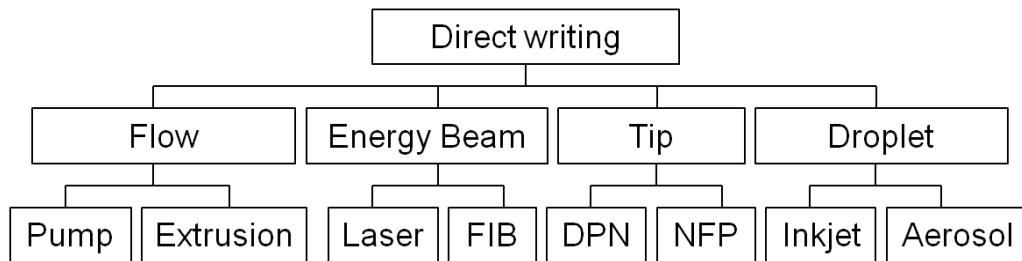 Direct writing
Flow Energy Beam Tip Droplet
Pump Extrusion Laser FIB DPN NFP Inkjet Aerosol